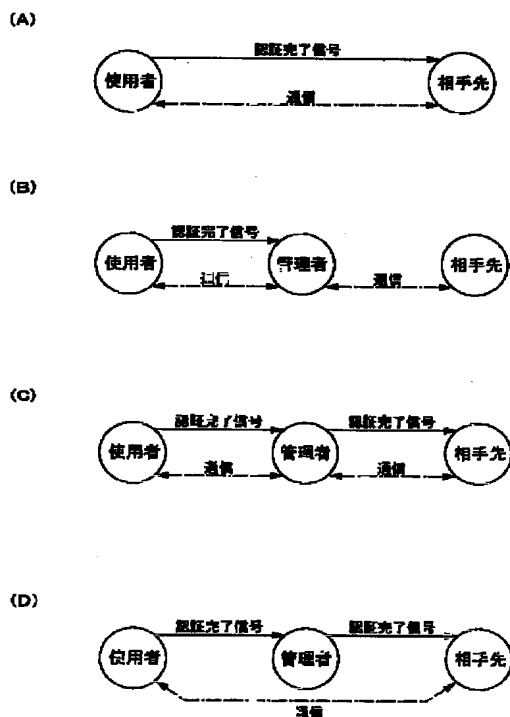 (A)
認証完了信号
使用者 相手先
通信
(B)
認証完了信号
使用者 管理者 相手先
通信 通信
(C)
認証完了信号 認証完了信号
使用者 管理者 相手先
通信 通信
(D)
認証完了信号 認証完了信号
使用者 管理者 相手先
通信